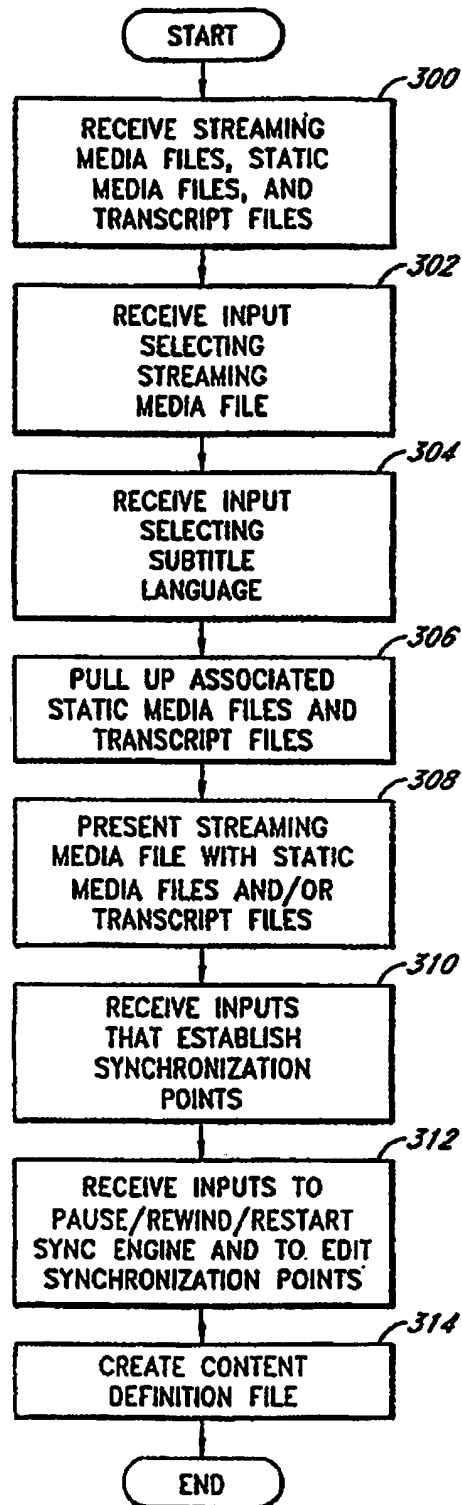 START
300
RECEIVE STREAMING
MEDIA FILES, STATIC
MEDIA FILES, AND
TRANSCRIPT FILES
302
RECEIVE INPUT
SELECTING
STREAMING
MEDIA FILE
304
RECEIVE INPUT
SELECTING
SUBTITLE
LANGUAGE
306
PULL UP ASSOCIATED
STATIC MEDIA FILES AND
TRANSCRIPT FILES
308
PRESENT STREAMING
MEDIA FILE WITH STATIC
MEDIA FILES AND/OR
TRANSCRIPT FILES
310
RECEIVE INPUTS
THAT ESTABLISH
SYNCHRONIZATION
POINTS
312
RECEIVE INPUTS TO
PAUSE/REWIND/RESTART
SYNC ENGINE AND TO EDIT
SYNCHRONIZATION POINTS
314
CREATE CONTENT
DEFINITION FILE
END